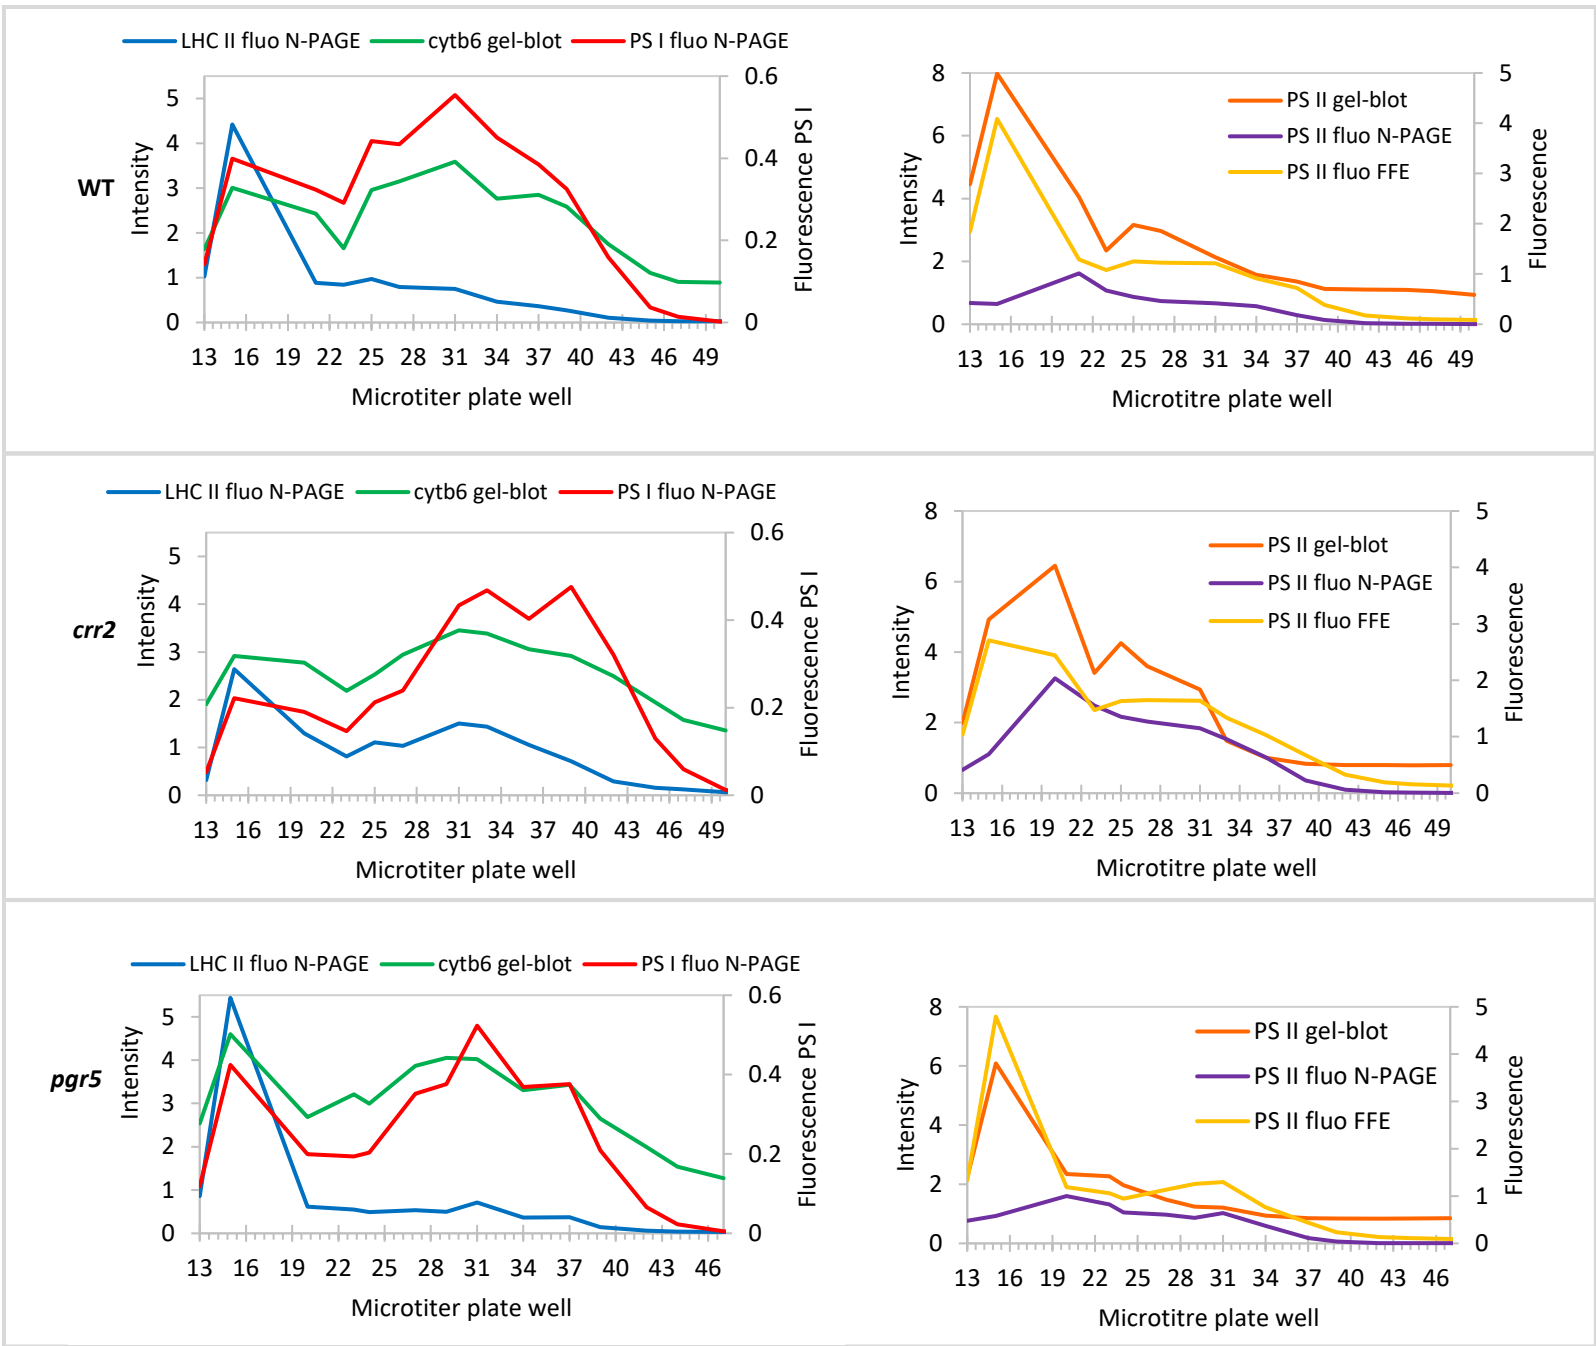 LHC II fluo N-PAGE cytb6 gel-blot PS I fluo N-PAGE
WT
Intensity
5
4
3
2
1
0
0.6
0.4
0.2
0
Fluorescence PS I
13 16 19 22 25 28 31 34 37 40 43 46 49
Microtiter plate well
PS II gel-blot
PS II fluo N-PAGE
PS II fluo FFE
Intensity
8
6
4
2
0
5
4
3
2
1
0
Fluorescence
13 16 19 22 25 28 31 34 37 40 43 46 49
Microtitre plate well
LHC II fluo N-PAGE cytb6 gel-blot PS I fluo N-PAGE
crr2
Intensity
5
4
3
2
1
0
0.6
0.4
0.2
0
Fluorescence PS I
13 16 19 22 25 28 31 34 37 40 43 46 49
Microtiter plate well
PS II gel-blot
PS II fluo N-PAGE
PS II fluo FFE
Intensity
8
6
4
2
0
5
4
3
2
1
0
Fluorescence
13 16 19 22 25 28 31 34 37 40 43 46 49
Microtitre plate well
LHC II fluo N-PAGE cytb6 gel-blot PS I fluo N-PAGE
pgr5
Intensity
5
4
3
2
1
0
0.6
0.4
0.2
0
Fluorescence PS I
13 16 19 22 25 28 31 34 37 40 43 46
Microtiter plate well
PS II gel-blot
PS II fluo N-PAGE
PS II fluo FFE
Intensity
8
6
4
2
0
5
4
3
2
1
0
Fluorescence
13 16 19 22 25 28 31 34 37 40 43 46
Microtitre plate well